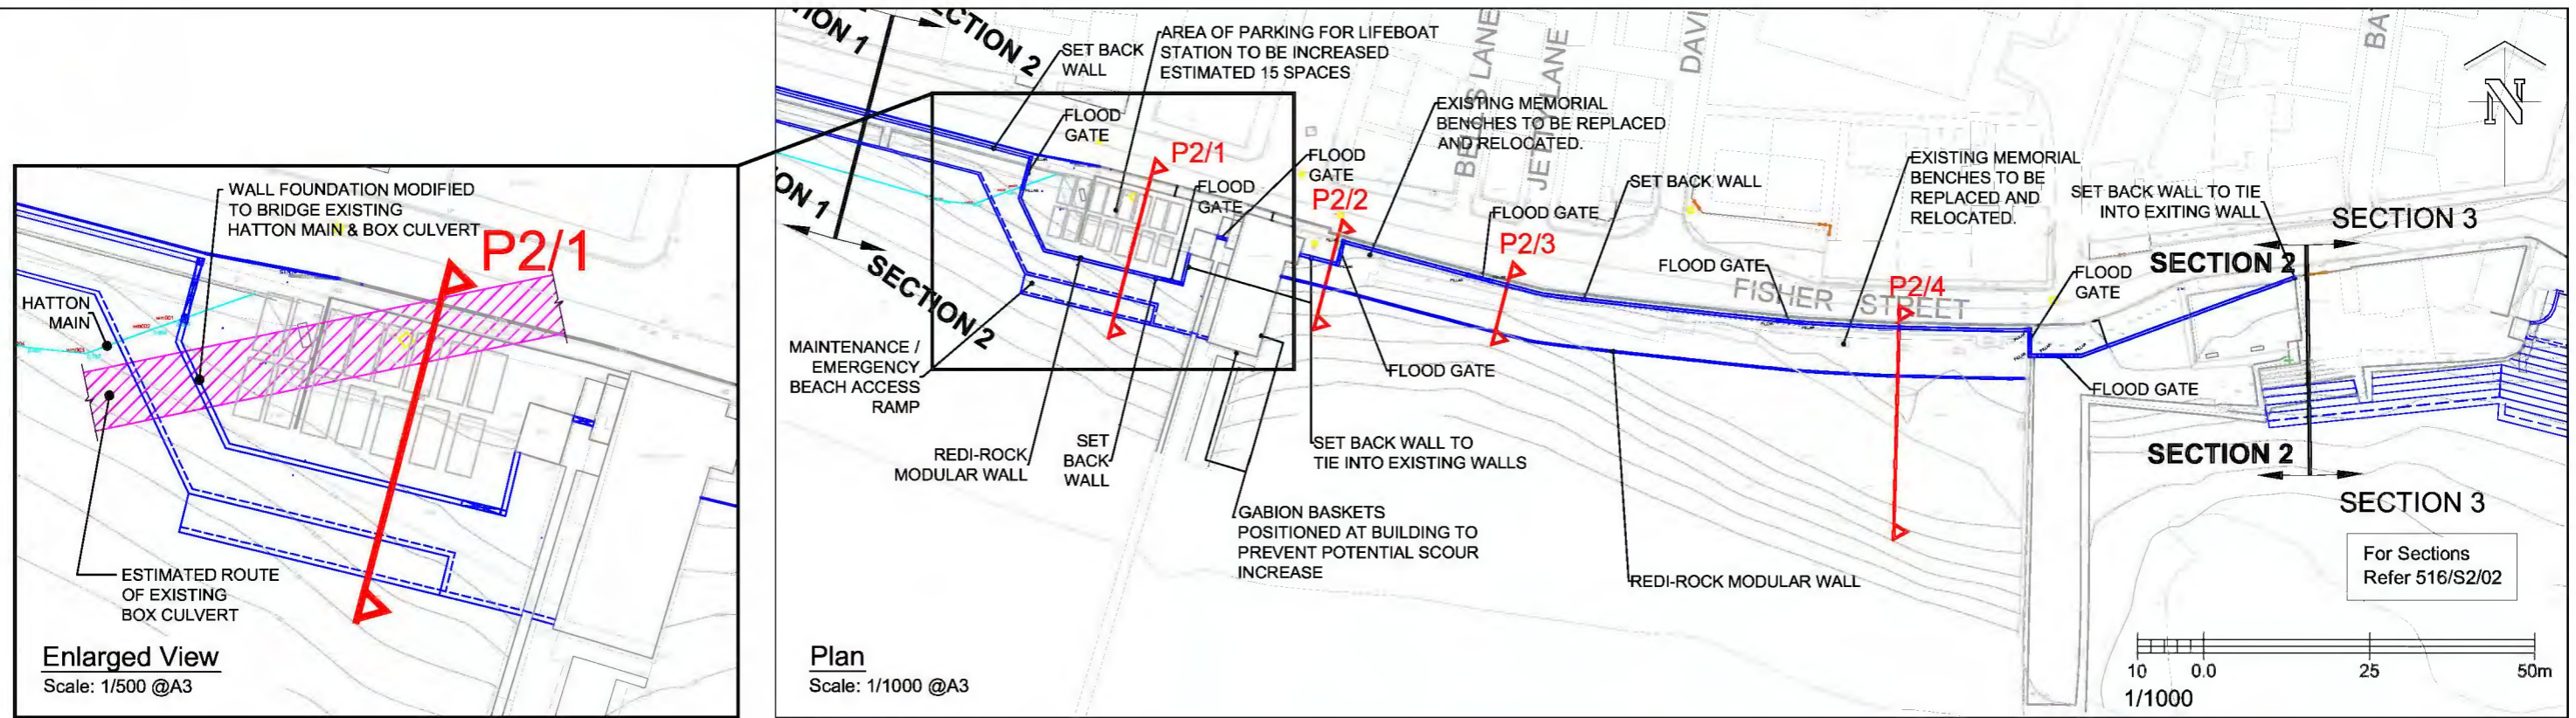 WALL FOUNDATION MODIFIED
TO BRIDGE EXISTING
HATTON MAIN & BOX CULVERT
P2/1
HATTON
MAIN
ESTIMATED ROUTE
OF EXISTING
BOX CULVERT
Enlarged View
Scale: 1/500 @A3
SECTION 2
SET BACK
WALL
AREA OF PARKING FOR LIFEBOAT
STATION TO BE INCREASED
ESTIMATED 15 SPACES
FLOOD
GATE
P2/1
FLOOD
GATE
FLOOD
GATE
P2/2
EXISTING MEMORIAL
BENCHES TO BE REPLACED
AND RELOCATED.
JETTY LANE
DAVI
BA
N
SET BACK WALL
FLOOD GATE
P2/3
EXISTING MEMORIAL
BENCHES TO BE
REPLACED AND
RELOCATED.
SET BACK WALL TO TIE
INTO EXITING WALL
SECTION 3
SECTION 2
FLOOD GATE
FISHER STREET
P2/4
FLOOD
GATE
SECTION 2
MAINTENANCE /
EMERGENCY
BEACH ACCESS
RAMP
REDI-ROCK
MODULAR WALL
SET
BACK
WALL
FLOOD GATE
FLOOD GATE
SET BACK WALL TO
TIE INTO EXISTING WALLS
GABION BASKETS
POSITIONED AT BUILDING TO
PREVENT POTENTIAL SCOUR
INCREASE
REDI-ROCK MODULAR WALL
SECTION 2
SECTION 3
For Sections
Refer 516/S2/02
Plan
Scale: 1/1000 @A3
10 0.0 25 50m
1/1000